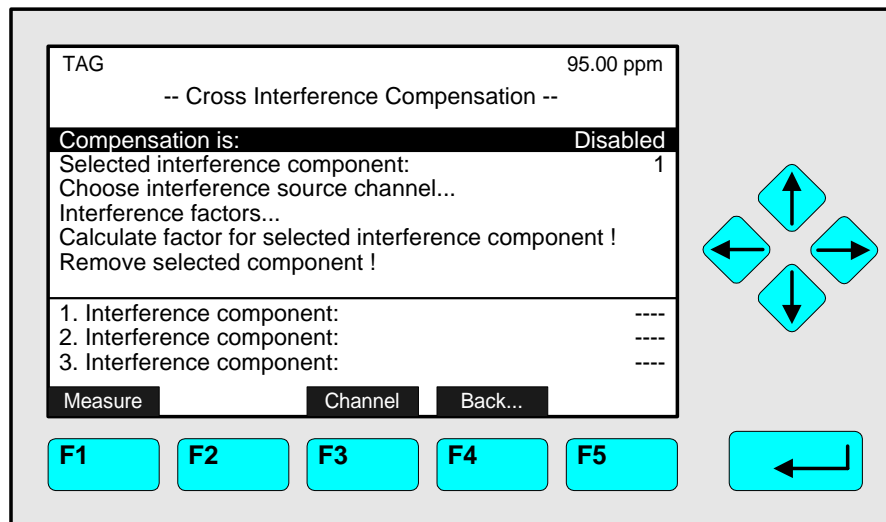 TAG 95.00 ppm
-- Cross Interference Compensation --
Compensation is: Disabled
Selected interference component: 1
Choose interference source channel...
Interference factors...
Calculate factor for selected interference component !
Remove selected component !
1. Interference component: ----
2. Interference component: ----
3. Interference component: ----
Measure Channel Back...
F1 F2 F3 F4 F5